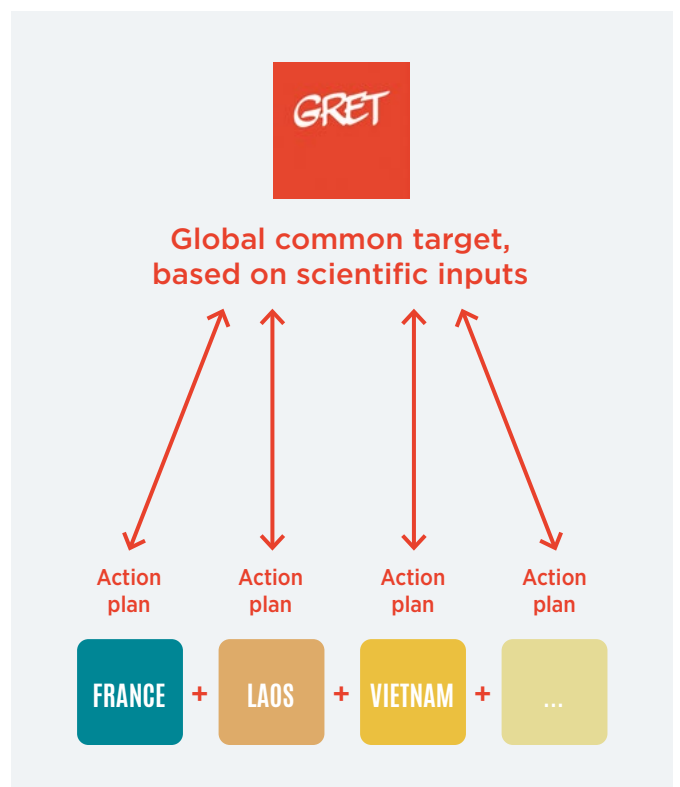 GRET
Global common target,
based on scientific inputs
Action
plan
Action
plan
Action
plan
Action
plan
FRANCE + LAOS + VIETNAM + ...